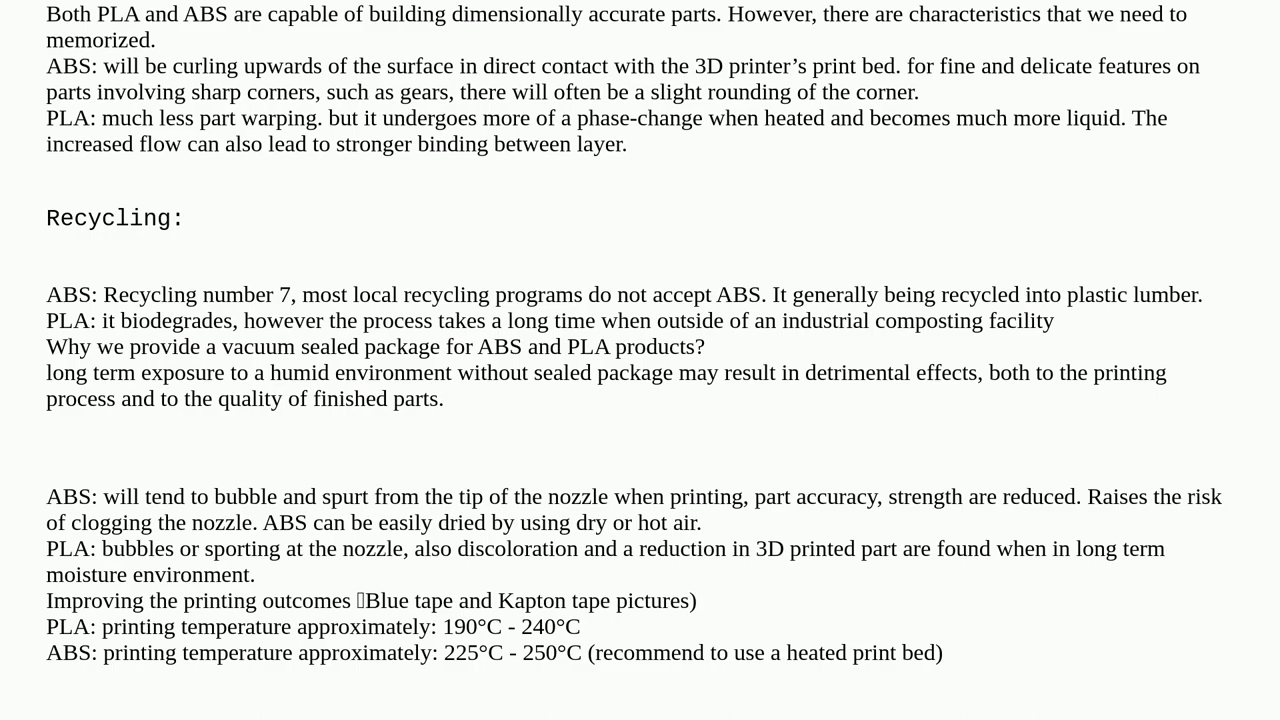 Both PLA and ABS are capable of building dimensionally accurate parts. However, there are characteristics that we need to
memorized.
ABS: will be curling upwards of the surface in direct contact with the 3D printer’s print bed. for fine and delicate features on
parts involving sharp corners, such as gears, there will often be a slight rounding of the corner.
PLA: much less part warping. but it undergoes more of a phase-change when heated and becomes much more liquid. The
increased flow can also lead to stronger binding between layer.
Recycling:
ABS: Recycling number 7, most local recycling programs do not accept ABS. It generally being recycled into plastic lumber.
PLA: it biodegrades, however the process takes a long time when outside of an industrial composting facility
Why we provide a vacuum sealed package for ABS and PLA products?
long term exposure to a humid environment without sealed package may result in detrimental effects, both to the printing
process and to the quality of finished parts.
ABS: will tend to bubble and spurt from the tip of the nozzle when printing, part accuracy, strength are reduced. Raises the risk
of clogging the nozzle. ABS can be easily dried by using dry or hot air.
PLA: bubbles or sporting at the nozzle, also discoloration and a reduction in 3D printed part are found when in long term
moisture environment.
Improving the printing outcomes Blue tape and Kapton tape pictures)
PLA: printing temperature approximately: 190°C - 240°C
ABS: printing temperature approximately: 225°C - 250°C (recommend to use a heated print bed)